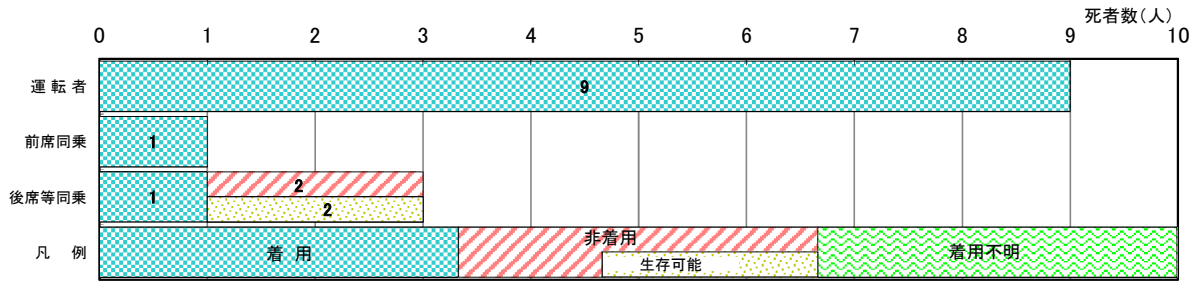 死者数(人)
0 1 2 3 4 5 6 7 8 9 10
運転者 9
前席同乗 1
後席等同乗 1 2
2
凡 例 着 用 非着用 着用不明
生存可能